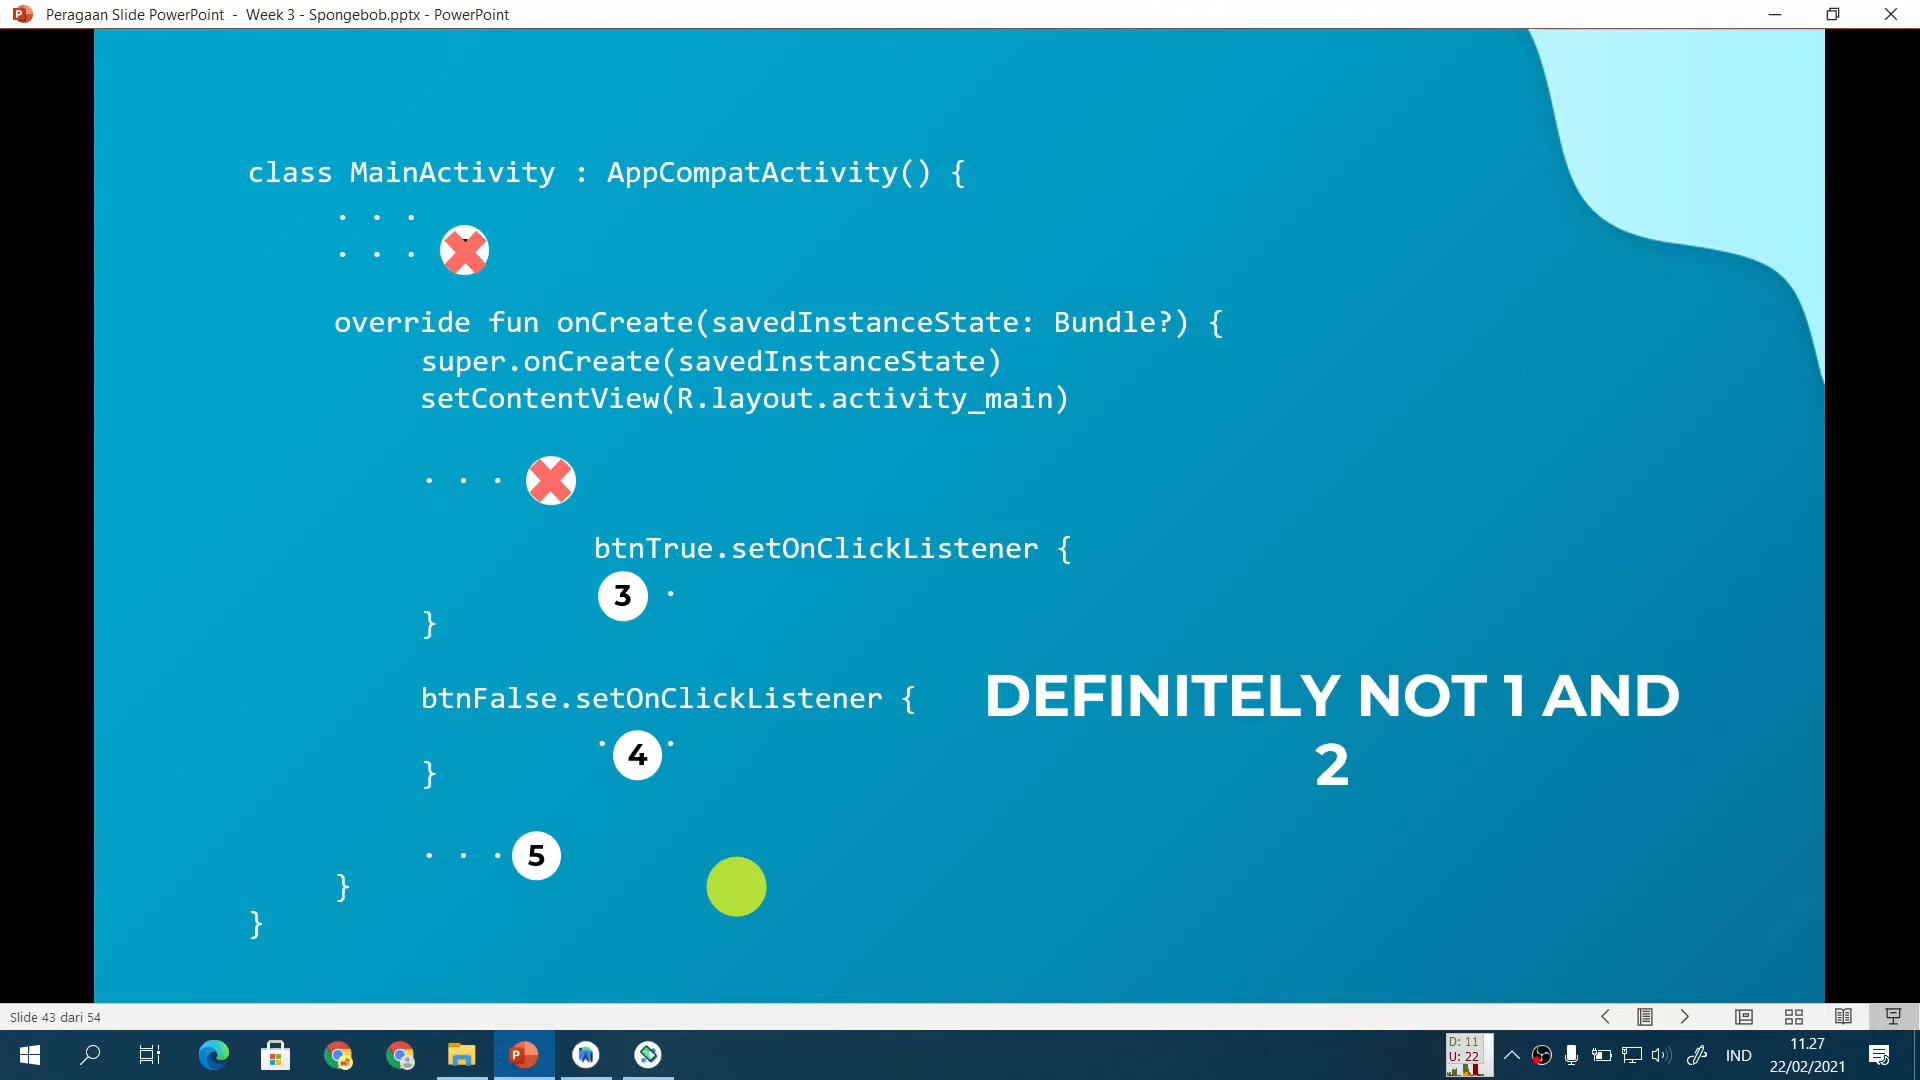 Peragaan Slide PowerPoint - Week 3 - Spongebob.pptx - PowerPoint
class MainActivity : AppCompatActivity() {
. . .
. . .
override fun onCreate(savedInstanceState: Bundle?) {
super.onCreate(savedInstanceState)
setContentView(R.layout.activity_main)
. . .
btnTrue.setOnClickListener {
3 .
}
btnFalse.setOnClickListener {
. 4 .
}
. . . 5
}
}
DEFINITELY NOT 1 AND
2
Slide 43 dari 54
D: 11
U: 22
IND
11.27
22/02/2021